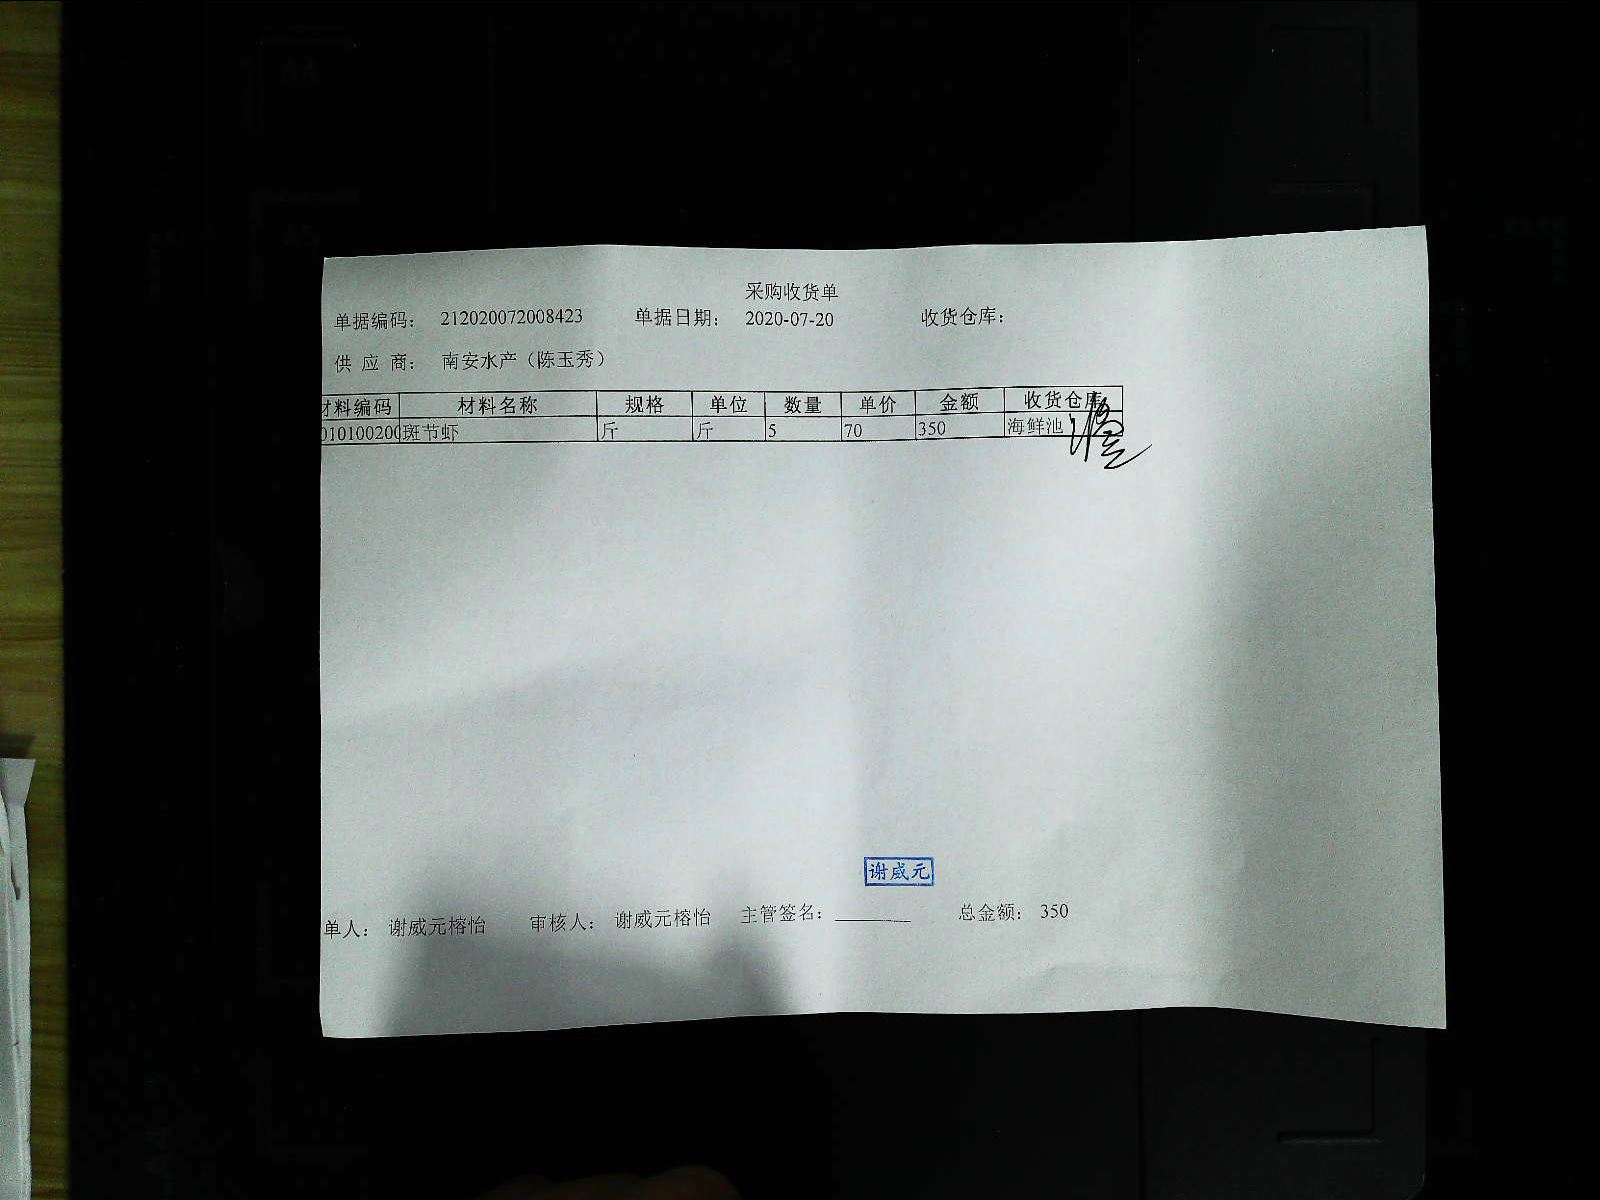 采购收货单
单据编码： 212020072008423 单据日期： 2020-07-20 收货仓库：
供 应 商： 南安水产（陈玉秀）
材料编码 材料名称 规格 单位 数量 单价 金额 收货仓库
010100200 斑节虾 斤 斤 5 70 350 海鲜池
谢威元
单人： 谢威元榕怡 审核人： 谢威元榕怡 主管签名：________ 总金额： 350